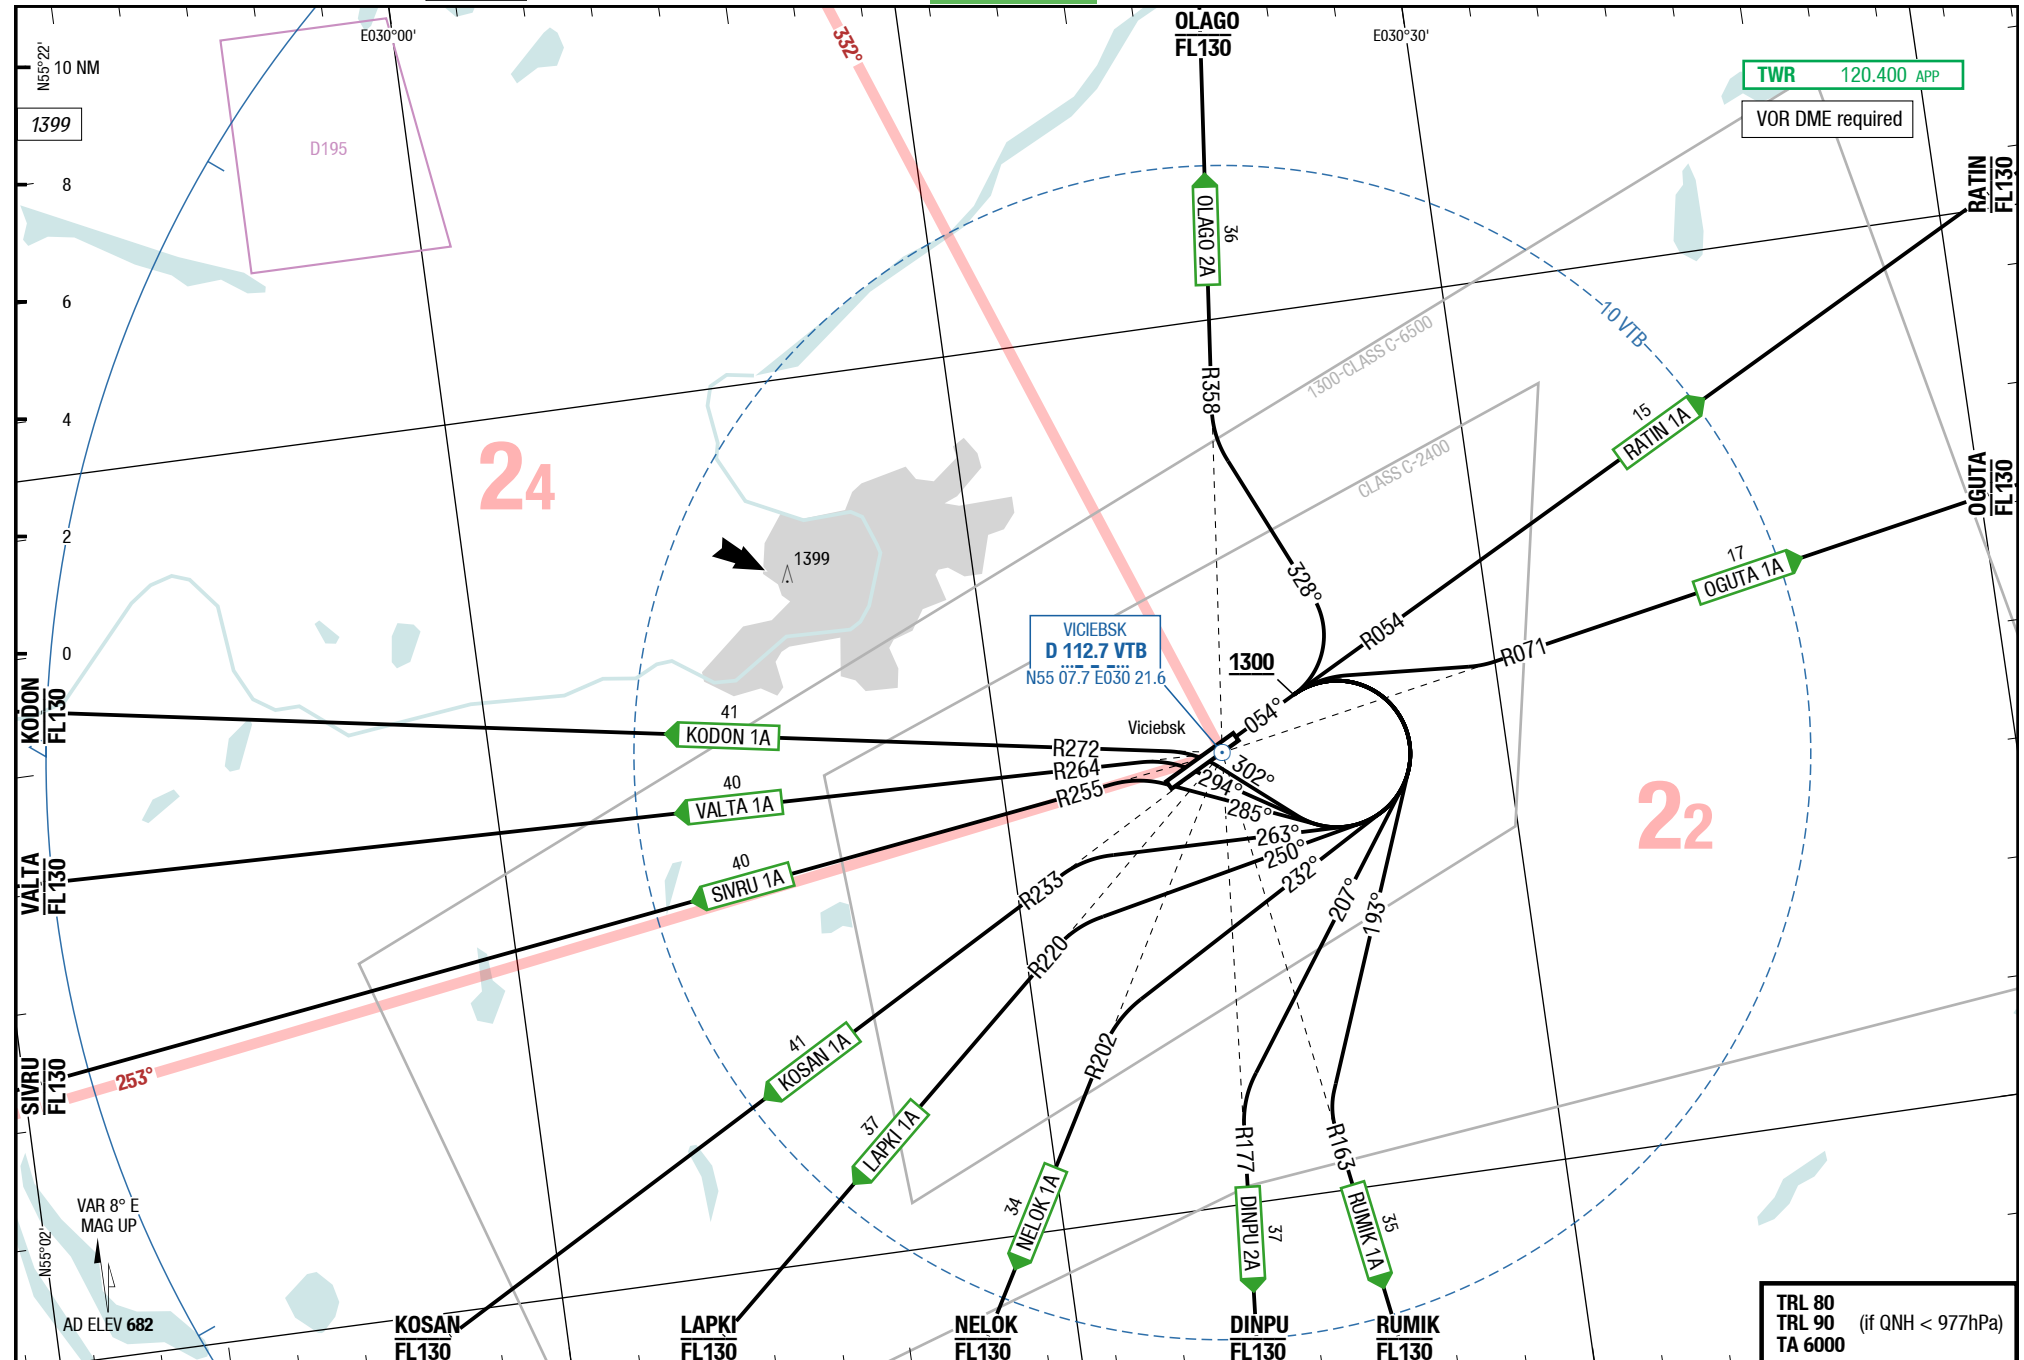 OLAGO
FL130
E030°00'
E030°30'
332°
N55°22'
10 NM
1399
D195
TWR 120.400 APP
VOR DME required
RATIN
FL130
8
6
4
2
0
36
OLAGO 2A
R358
10 VTB
1300-CLASS C-6500
CLASS C-2400
15
RATIN 1A
24
1399
OGUTA
FL130
17
OGUTA 1A
328°
R054
R071
VICIEBSK
D 112.7 VTB
N55 07.7 E030 21.6
1300
054°
Viciebsk
KODON
FL130
41
KODON 1A
R272
R264
R255
302°
294°
285°
263°
250°
232°
207°
193°
22
40
VALTA 1A
VALTA
FL130
40
SIVRU 1A
R233
R220
R202
R177
R163
SIVRU
FL130
253°
41
KOSAN 1A
37
LAPKI 1A
34
NELOK 1A
DINPU 2A
37
RUMIK 1A
35
VAR 8° E
MAG UP
N55°02'
AD ELEV 682
KOSAN
FL130
LAPKI
FL130
NELOK
FL130
DINPU
FL130
RUMIK
FL130
TRL 80
TRL 90 (if QNH < 977hPa)
TA 6000